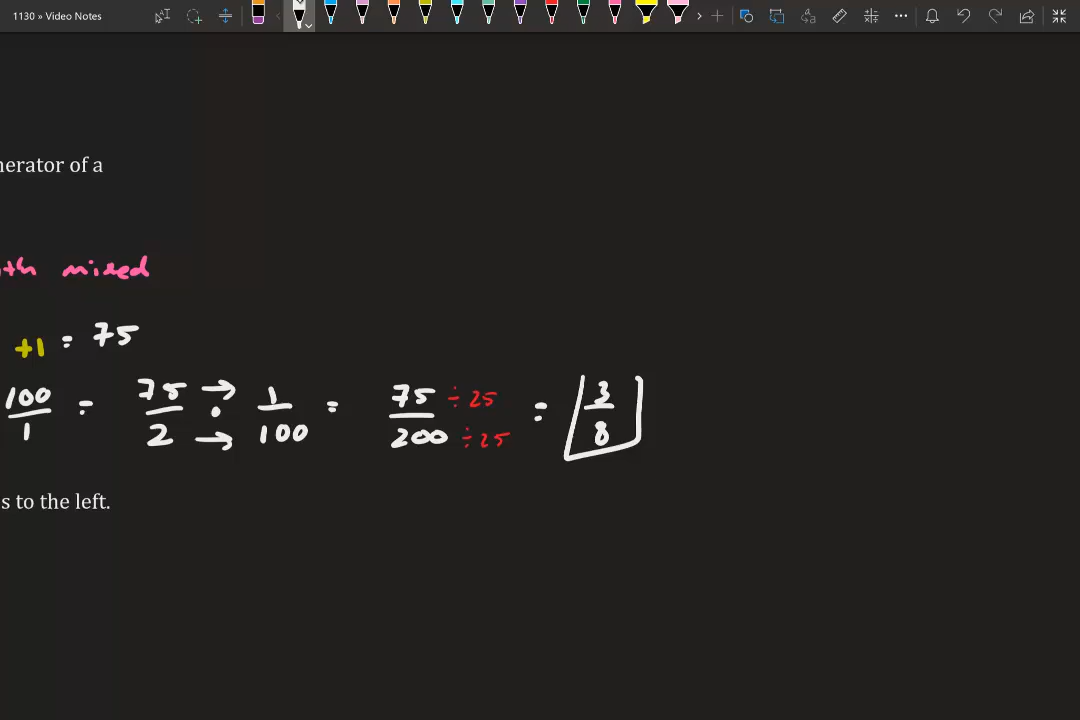 1130 » Video Notes
nerator of a
th mixed
+1 = 75
100/1 = 75/2 · 1/100 = 75/200 ÷25 ÷25 = 3/8
s to the left.